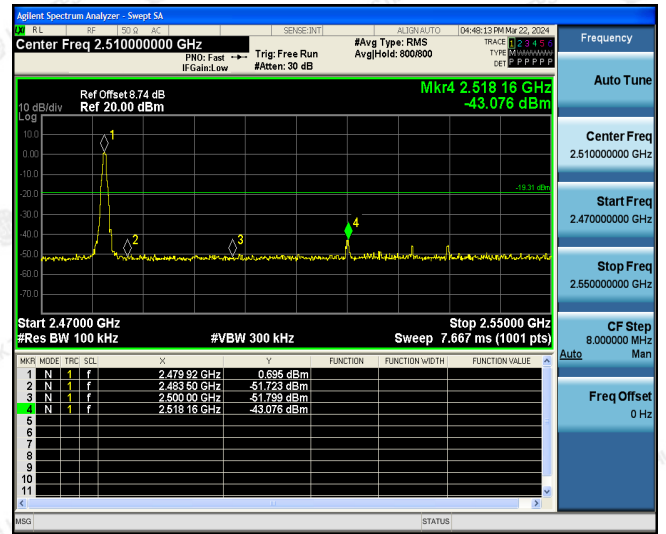 Agilent Spectrum Analyzer - Swept SA
LXI RL RF 50 Ω AC SENSE:INT ALIGN AUTO 04:48:13 PM Mar 22, 2024
Center Freq 2.510000000 GHz
PNO: Fast
IFGain:Low
Trig: Free Run
#Atten: 30 dB
#Avg Type: RMS
Avg|Hold: 800/800
TRACE 1 2 3 4 5 6
TYPE MWWWWW
DET P P P P P P
Frequency
Mkr4 2.518 16 GHz
-43.076 dBm
Ref Offset 8.74 dB
10 dB/div Ref 20.00 dBm
Log
10.0
0.00
-10.0
-20.0
-30.0
-40.0
-50.0
-60.0
-70.0
1
2
3
4
-19.31 dBm
Start 2.47000 GHz
Stop 2.55000 GHz
#Res BW 100 kHz
#VBW 300 kHz
Sweep 7.667 ms (1001 pts)
MKR MODE TRC SCL X Y FUNCTION FUNCTION WIDTH FUNCTION VALUE
1 N 1 f 2.479 92 GHz 0.695 dBm
2 N 1 f 2.483 50 GHz -51.723 dBm
3 N 1 f 2.500 00 GHz -51.799 dBm
4 N 1 f 2.518 16 GHz -43.076 dBm
5
6
7
8
9
10
11
MSG
STATUS
Auto Tune
Center Freq
2.510000000 GHz
Start Freq
2.470000000 GHz
Stop Freq
2.550000000 GHz
CF Step
8.000000 MHz
Auto Man
Freq Offset
0 Hz